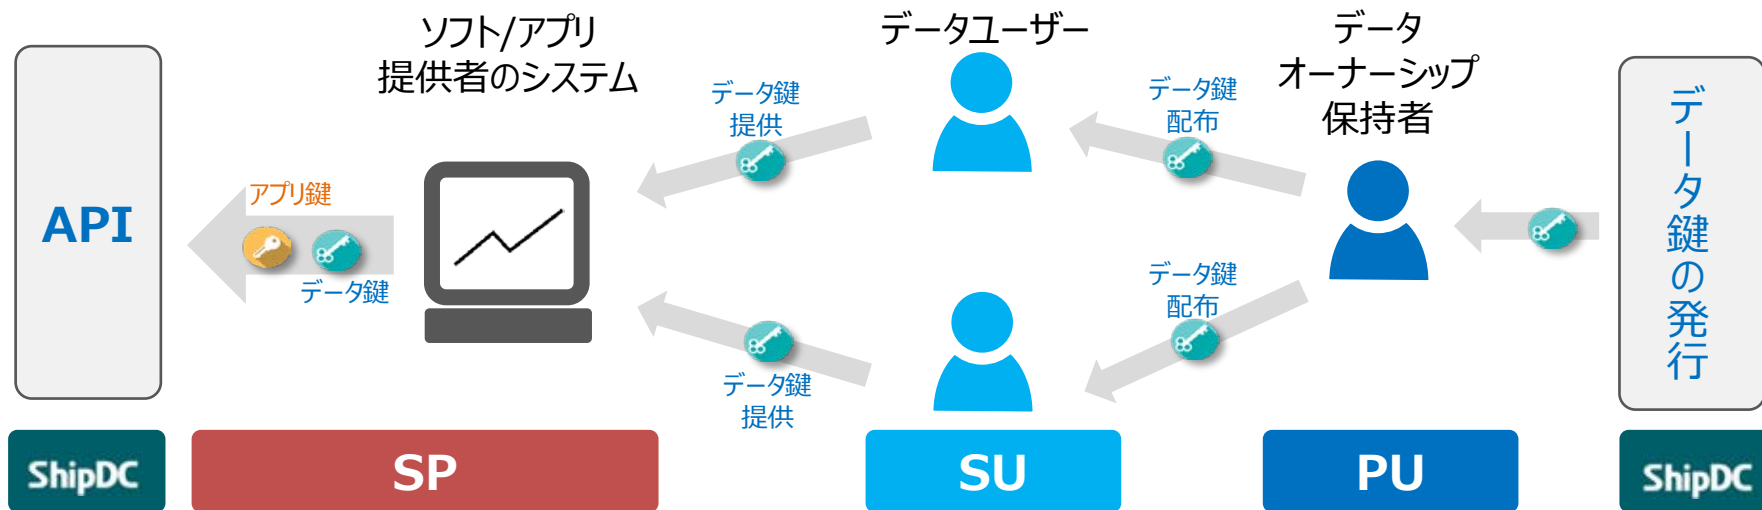 API
ソフト/アプリ
提供者のシステム
アプリ鍵
データ鍵
データ鍵
提供
データ鍵
提供
データユーザー
データ鍵
配布
データ鍵
配布
データ
オーナーシップ
保持者
データ鍵の発行
ShipDC
SP
SU
PU
ShipDC